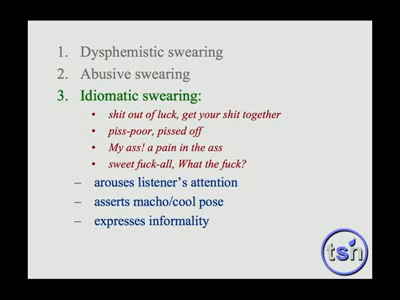 1. Dysphemistic swearing
2. Abusive swearing
3. Idiomatic swearing:
• shit out of luck, get your shit together
• piss-poor, pissed off
• My ass! a pain in the ass
• sweet fuck-all, What the fuck?
– arouses listener's attention
– asserts macho/cool pose
– expresses informality
tsn